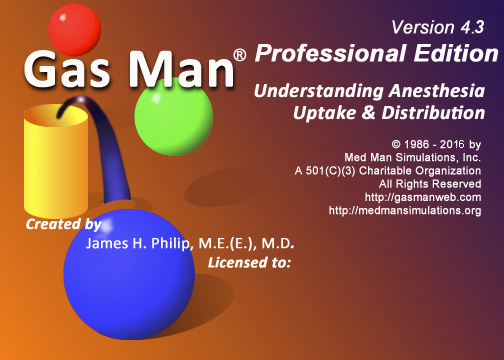 Version 4.3
Gas Man® Professional Edition
Understanding Anesthesia
Uptake & Distribution
© 1986 - 2016 by
Med Man Simulations, Inc.
A 501(C)(3) Charitable Organization
All Rights Reserved
http://gasmanweb.com
http://medmansimulations.org
Created by
James H. Philip, M.E.(E.), M.D.
Licensed to: